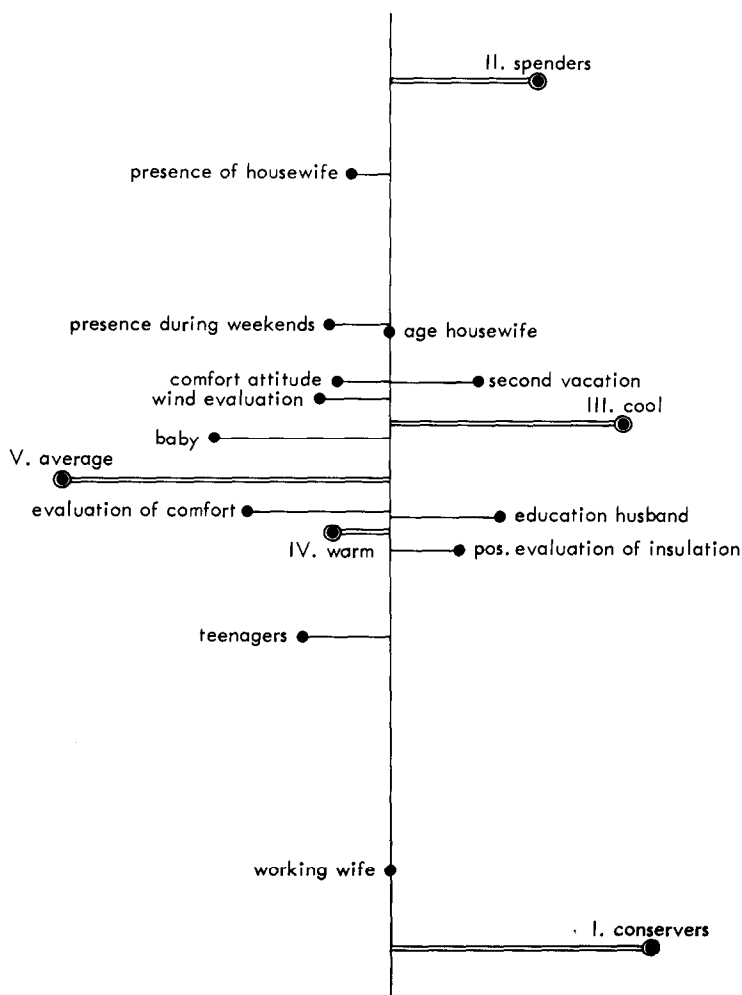 II. spenders
presence of housewife
presence during weekends
age housewife
comfort attitude
second vacation
wind evaluation
III. cool
baby
V. average
evaluation of comfort
education husband
IV. warm
pos. evaluation of insulation
teenagers
working wife
I. conservers